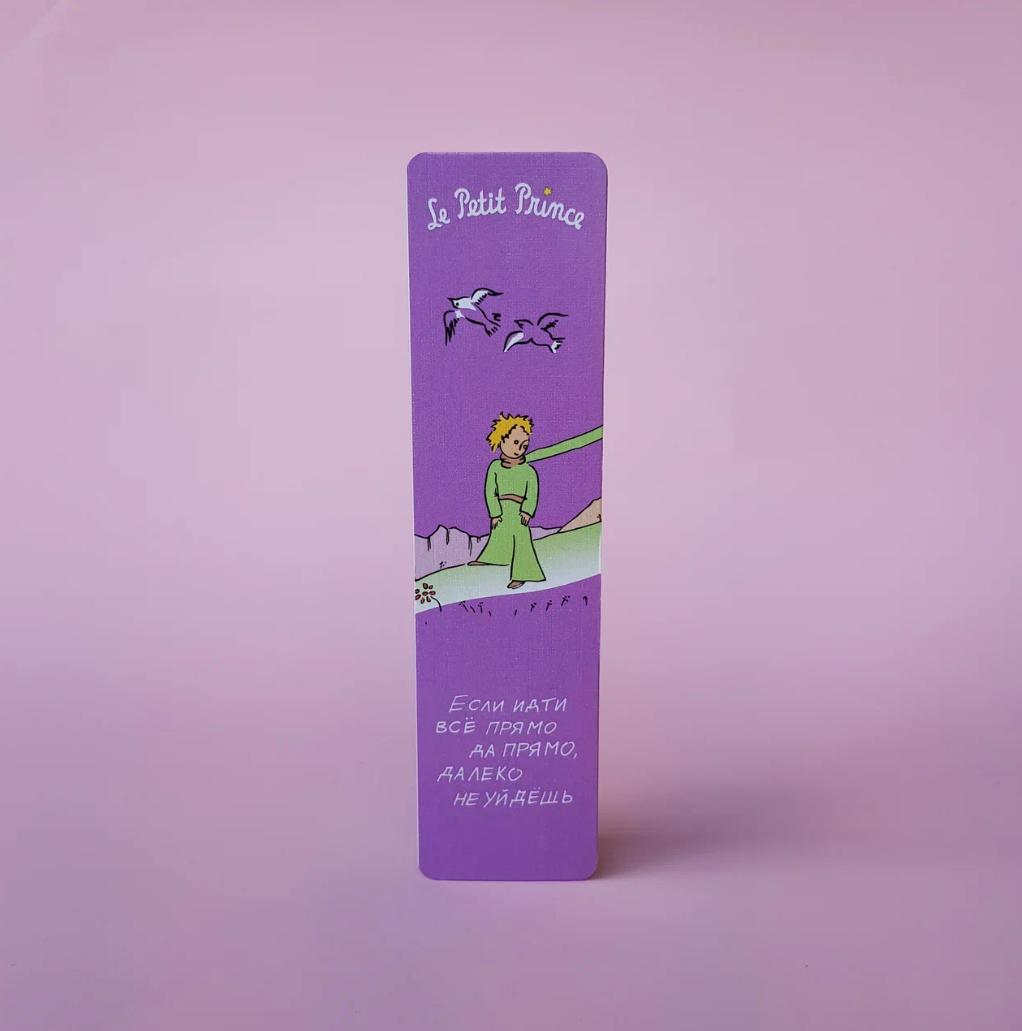 Le Petit Prince
Если идти
всё прямо
да прямо,
далеко
не уйдёшь